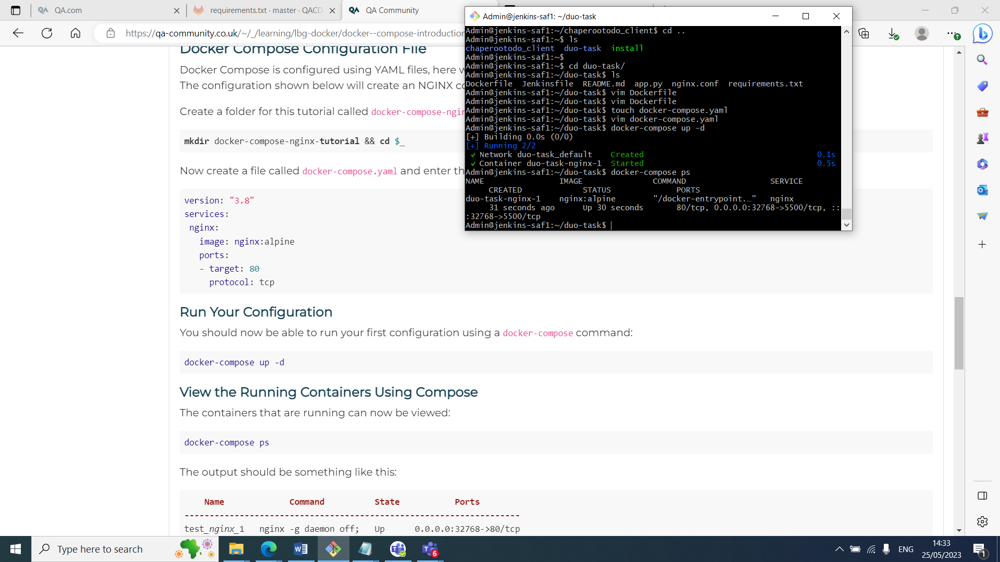 QA.com
requirements.txt · master · QACD
QA Community
https://qa-community.co.uk/~/_/learning/lbg-docker/docker--compose-introduction
Docker Compose Configuration File
Docker Compose is configured using YAML files, here w
The configuration shown below will create an NGINX co
Create a folder for this tutorial called docker-compose-ngin
mkdir docker-compose-nginx-tutorial && cd $_
Now create a file called docker-compose.yaml and enter th
version: "3.8"
services:
nginx:
image: nginx:alpine
ports:
- target: 80
protocol: tcp
Run Your Configuration
You should now be able to run your first configuration using a docker-compose command:
docker-compose up -d
View the Running Containers Using Compose
The containers that are running can now be viewed:
docker-compose ps
The output should be something like this:
Name Command State Ports
-------------------------------------------------------------------
test_nginx_1 nginx -g daemon off; Up 0.0.0.0:32768->80/tcp
Admin@jenkins-saf1: ~/duo-task
Admin@jenkins-saf1:~/chaperootodo_client$ cd ..
Admin@jenkins-saf1:~$ ls
chaperootodo_client duo-task install
Admin@jenkins-saf1:~$
Admin@jenkins-saf1:~$ cd duo-task/
Admin@jenkins-saf1:~/duo-task$ ls
Dockerfile Jenkinsfile README.md app.py nginx.conf requirements.txt
Admin@jenkins-saf1:~/duo-task$ vim Dockerfile
Admin@jenkins-saf1:~/duo-task$ vim Dockerfile
Admin@jenkins-saf1:~/duo-task$ touch docker-compose.yaml
Admin@jenkins-saf1:~/duo-task$ vim docker-compose.yaml
Admin@jenkins-saf1:~/duo-task$ docker-compose up -d
[+] Building 0.0s (0/0)
[+] Running 2/2
✔ Network duo-task_default Created 0.1s
✔ Container duo-task-nginx-1 Started 0.5s
Admin@jenkins-saf1:~/duo-task$ docker-compose ps
NAME IMAGE COMMAND SERVICE
CREATED STATUS PORTS
duo-task-nginx-1 nginx:alpine "/docker-entrypoint.…" nginx
31 seconds ago Up 30 seconds 80/tcp, 0.0.0.0:32768->5500/tcp, ::
:32768->5500/tcp
Admin@jenkins-saf1:~/duo-task$
Type here to search
6
ENG
14:33
25/05/2023
1